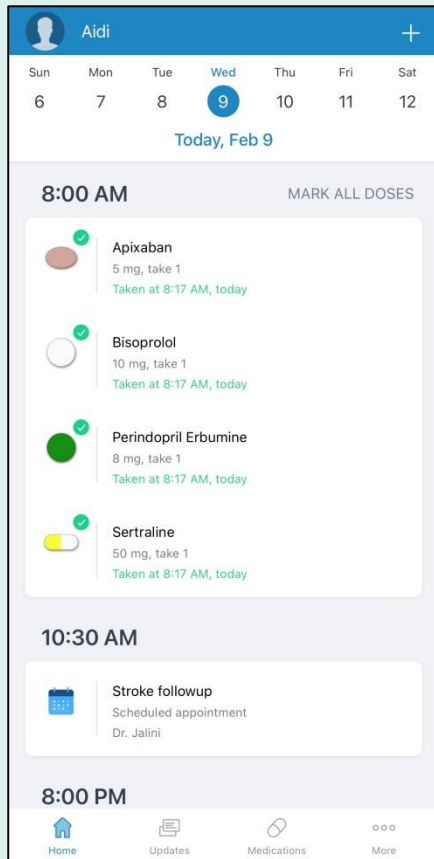 Aidi
Sun Mon Tue Wed Thu Fri Sat
6 7 8 9 10 11 12
Today, Feb 9
8:00 AM MARK ALL DOSES
Apixaban
5 mg, take 1
Taken at 8:17 AM, today
Bisoprolol
10 mg, take 1
Taken at 8:17 AM, today
Perindopril Erbumine
8 mg, take 1
Taken at 8:17 AM, today
Sertraline
50 mg, take 1
Taken at 8:17 AM, today
10:30 AM
Stroke followup
Scheduled appointment
Dr. Jalini
8:00 PM
Home Updates Medications More